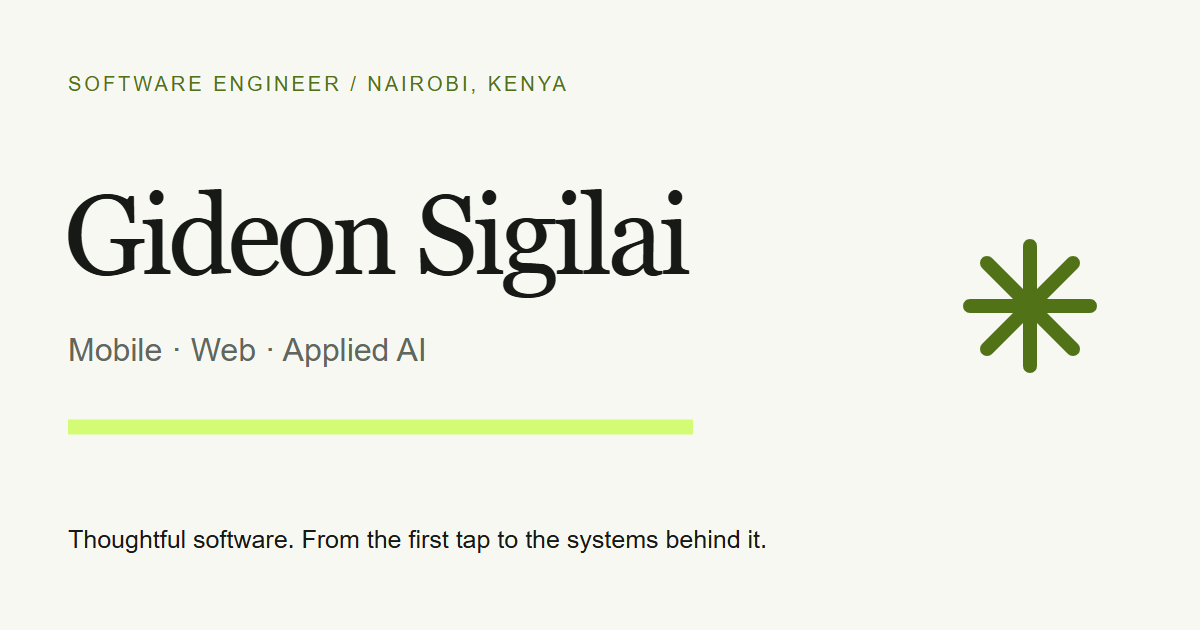 SOFTWARE ENGINEER / NAIROBI, KENYA
Gideon Sigilai
Mobile · Web · Applied AI
Thoughtful software. From the first tap to the systems behind it.